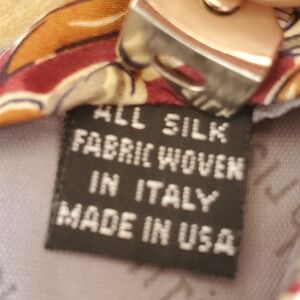 ALL SILK
FABRIC WOVEN
IN ITALY
MADE IN USA